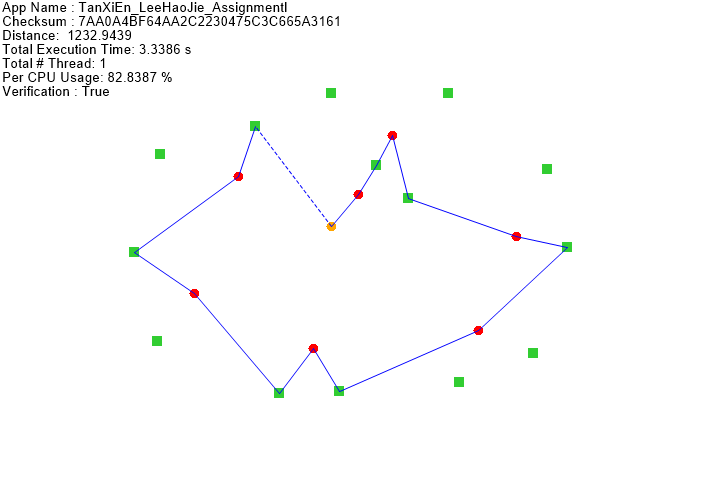 App Name : TanXiEn_LeeHaoJie_AssignmentI
Checksum : 7AA0A4BF64AA2C2230475C3C665A3161
Distance:  1232.9439
Total Execution Time: 3.3386 s
Total # Thread: 1
Per CPU Usage: 82.8387 %
Verification : True